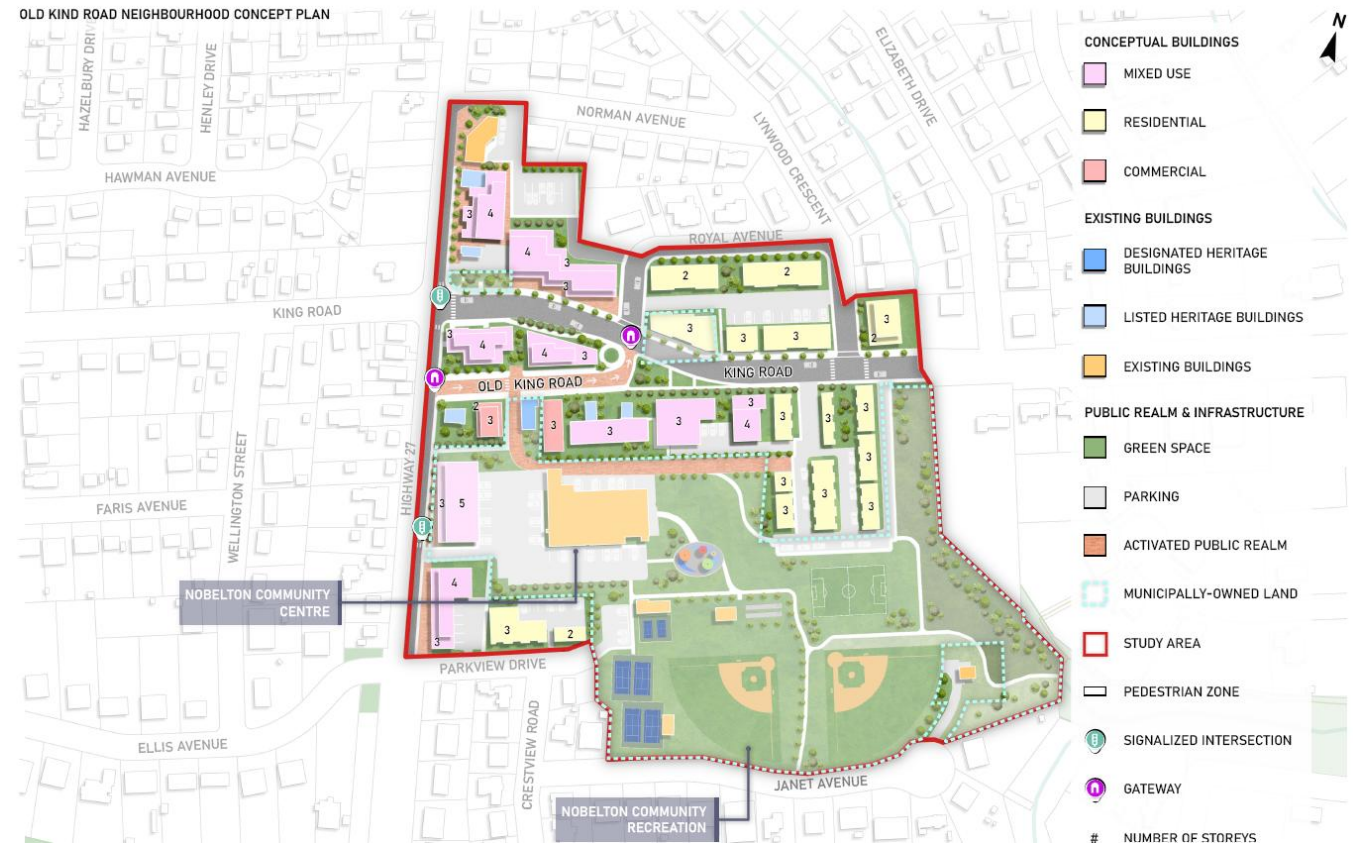 OLD KIND ROAD NEIGHBOURHOOD CONCEPT PLAN
N
HAZELBURY DRIVE
HENLEY DRIVE
HAWMAN AVENUE
NORMAN AVENUE
LYNWOOD CRESCENT
ELIZABETH DRIVE
ROYAL AVENUE
KING ROAD
3
4
4
3
3
2
2
3
3
3
3
2
3
4
4
3
OLD KING ROAD
KING ROAD
2
3
3
3
3
3
4
3
3
3
3
3
3
3
3
3
5
HIGHWAY 27
WELLINGTON STREET
FARIS AVENUE
NOBELTON COMMUNITY
CENTRE
4
3
3
2
PARKVIEW DRIVE
CRESTVIEW ROAD
ELLIS AVENUE
JANET AVENUE
NOBELTON COMMUNITY
RECREATION
CONCEPTUAL BUILDINGS
MIXED USE
RESIDENTIAL
COMMERCIAL
EXISTING BUILDINGS
DESIGNATED HERITAGE
BUILDINGS
LISTED HERITAGE BUILDINGS
EXISTING BUILDINGS
PUBLIC REALM & INFRASTRUCTURE
GREEN SPACE
PARKING
ACTIVATED PUBLIC REALM
MUNICIPALLY-OWNED LAND
STUDY AREA
PEDESTRIAN ZONE
SIGNALIZED INTERSECTION
GATEWAY
# NUMBER OF STOREYS